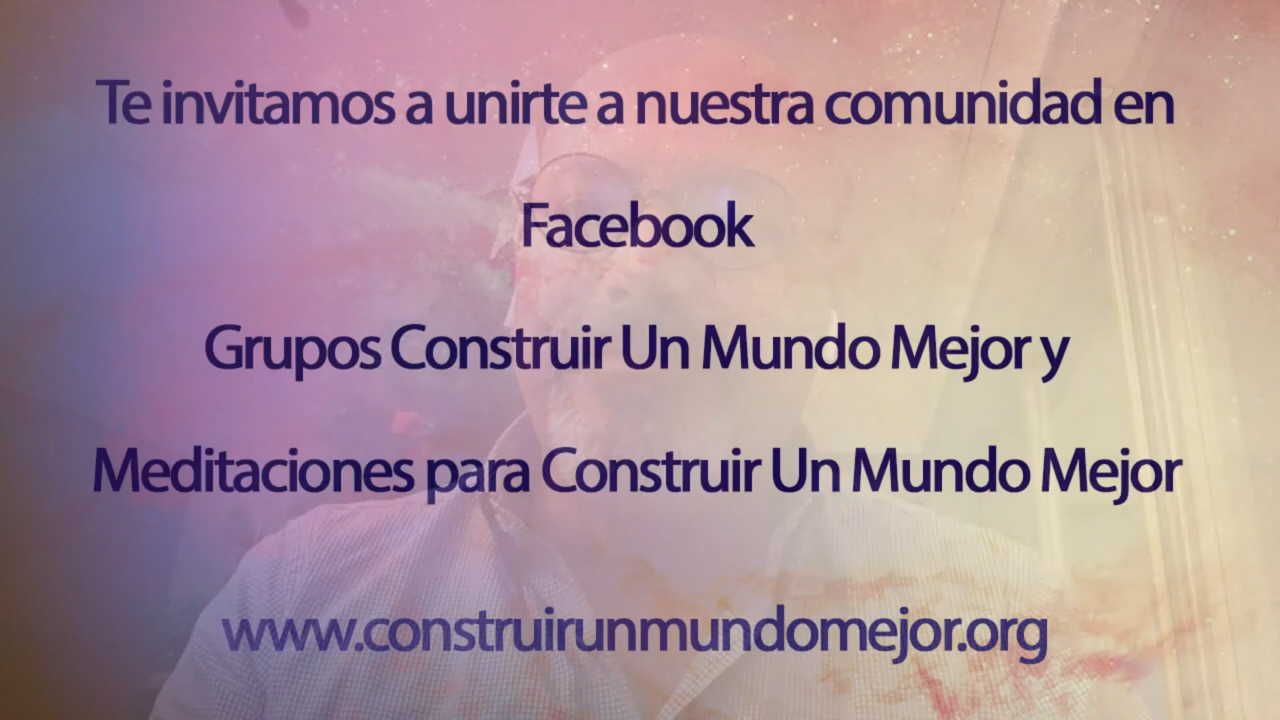 Te invitamos a unirte a nuestra comunidad en
Facebook
Grupos Construir Un Mundo Mejor y
Meditaciones para Construir Un Mundo Mejor
www.construirunmundomejor.org